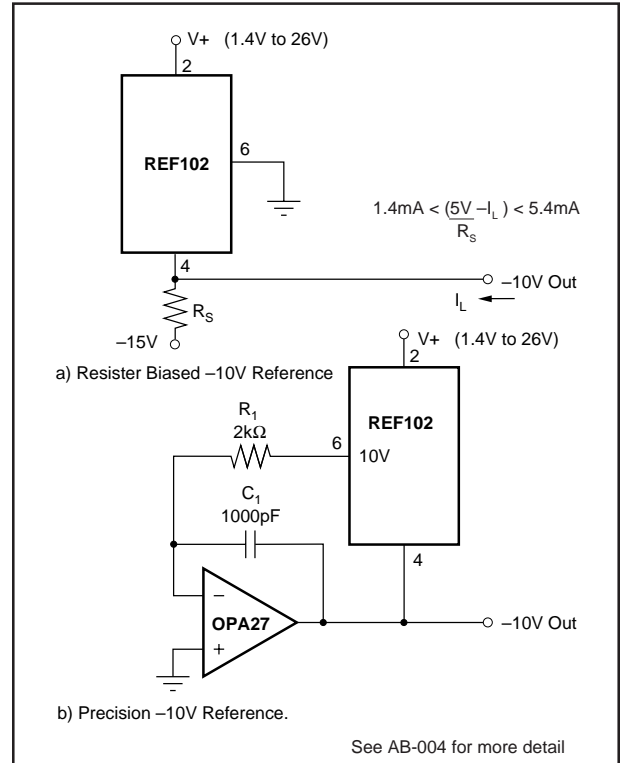 V+ (1.4V to 26V)
2
REF102
6
1.4mA < (5V –I_L) < 5.4mA
R_S
4
–10V Out
I_L
R_S
–15V
V+ (1.4V to 26V)
2
a) Resister Biased –10V Reference
REF102
R_1
2kΩ
6
10V
C_1
1000pF
4
–
OPA27
+
–10V Out
b) Precision –10V Reference.
See AB-004 for more detail